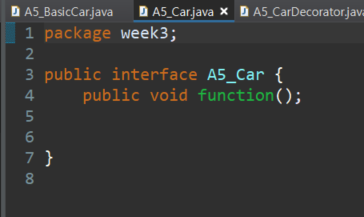 A5_BasicCar.java A5_Car.java A5_CarDecorator.java
1 package week3;
2
3 public interface A5_Car {
4     public void function();
5
6
7 }
8